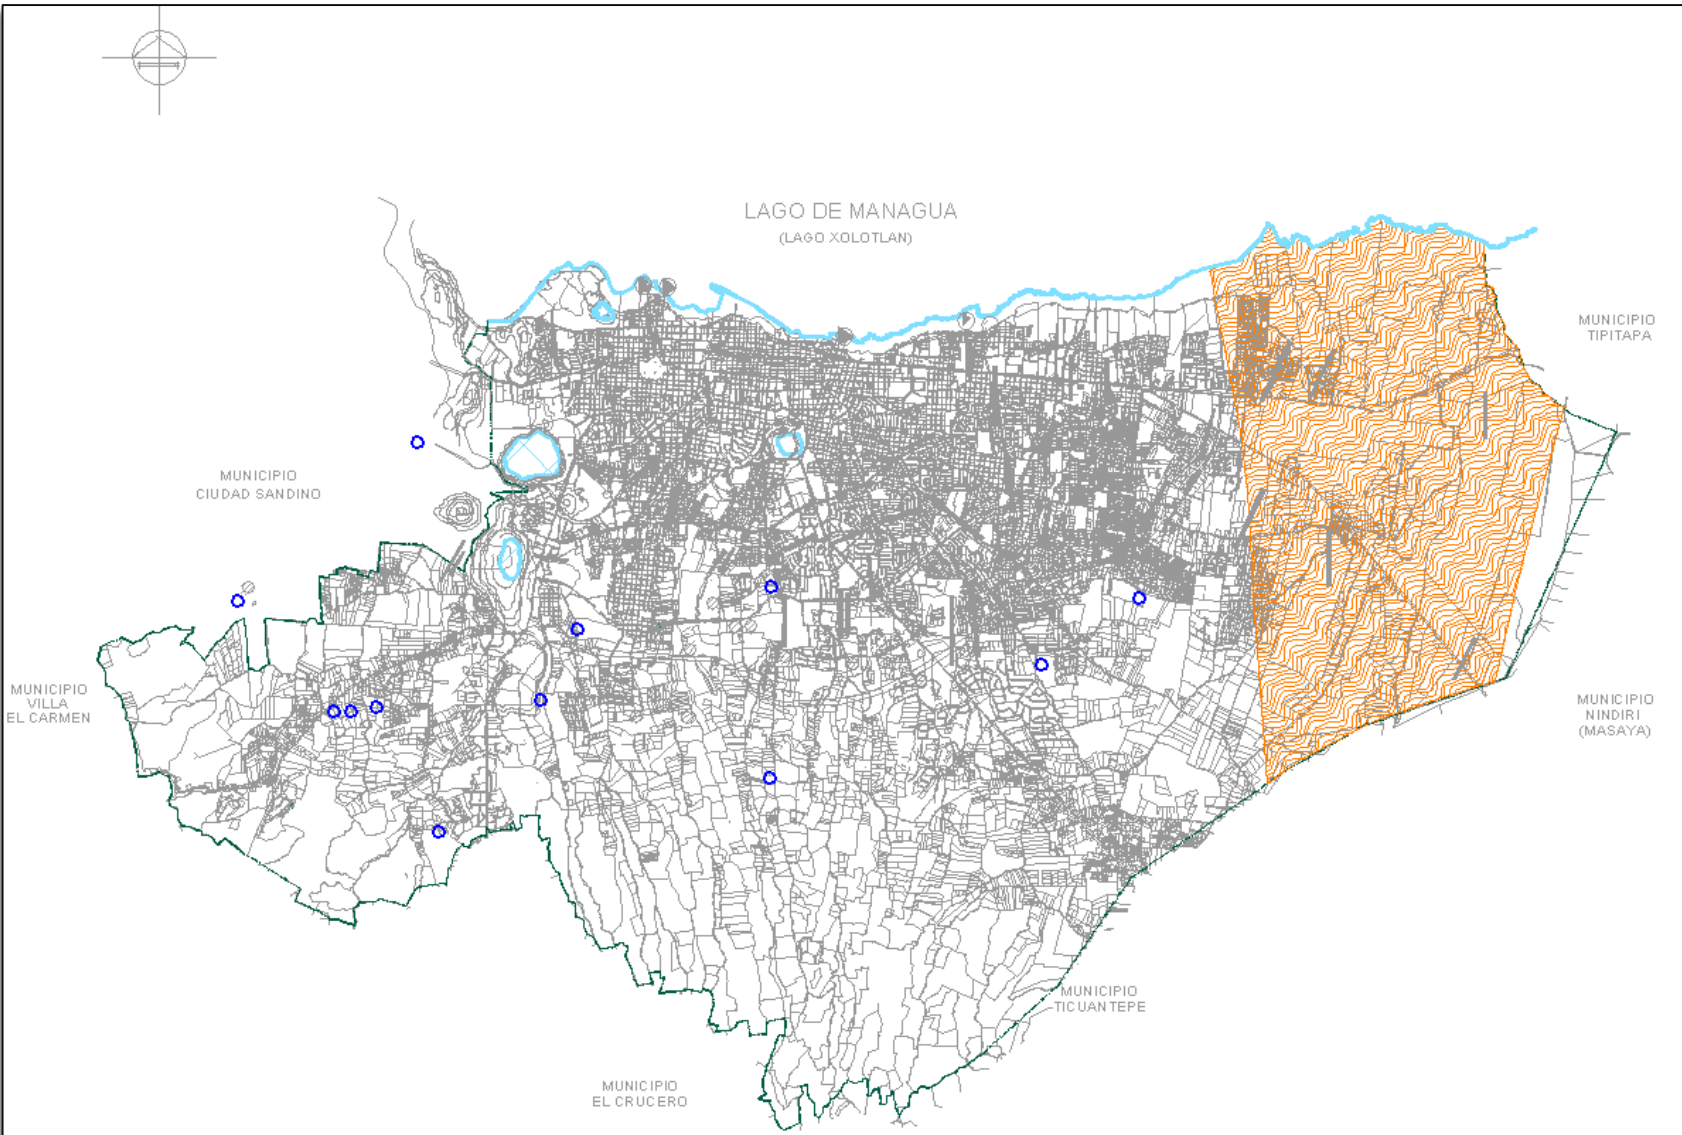 LAGO DE MANAGUA
(LAGO XOLOTLAN)
MUNICIPIO
TIPITAPA
MUNICIPIO
CIUDAD SANDINO
MUNICIPIO
VILLA
EL CARMEN
MUNICIPIO
NINDIRI
(MASAYA)
MUNICIPIO
TICUANTEPE
MUNICIPIO
EL CRUCERO